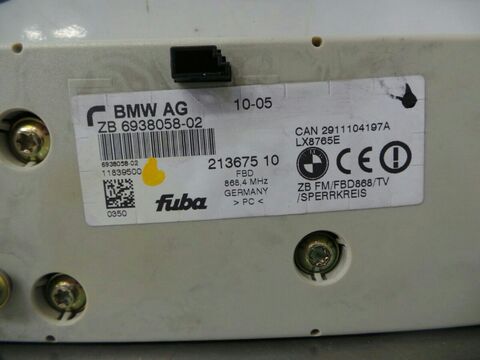 BMW AG 10-05
ZB 6938058-02
6938058-02
11839500
0350
213675 10
FBD
868,4 MHz
GERMANY
> PC <
fuba
CAN 2911104197A
LX8765E
CE
ZB FM/FBD868/TV
/SPERRKREIS